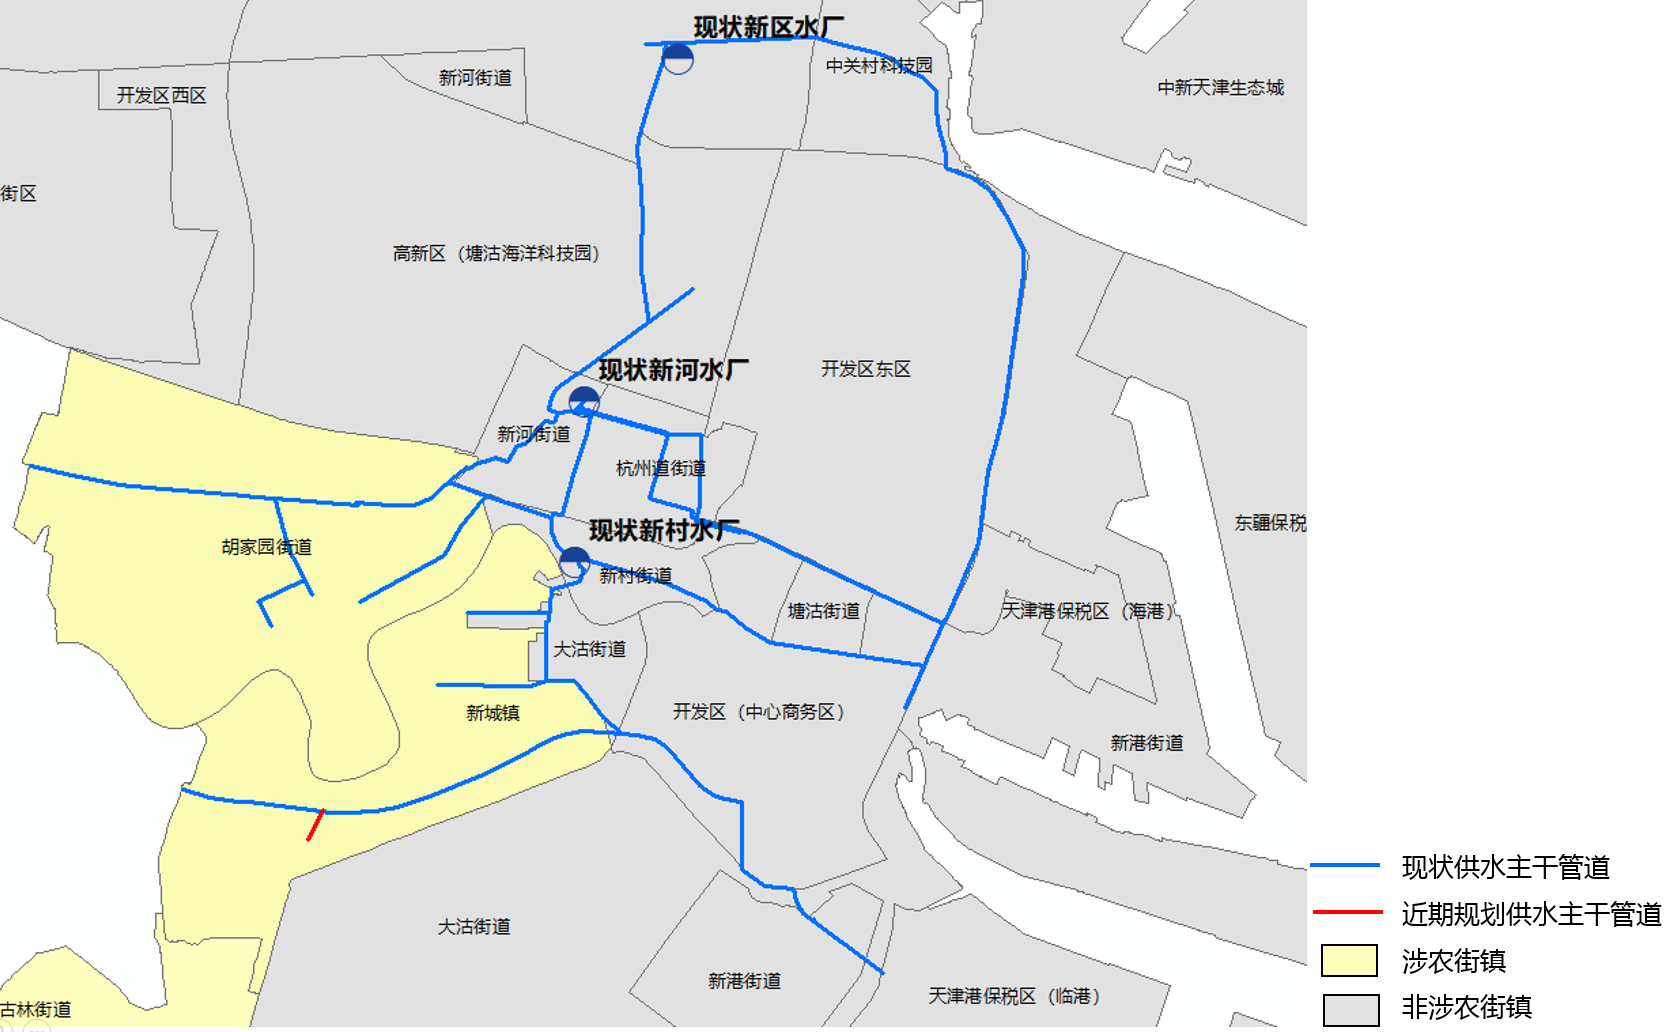 现状新区水厂
中关村科技园
新河街道
中新天津生态城
开发区西区
街区
高新区（塘沽海洋科技园）
现状新河水厂
开发区东区
新河街道
杭州道街道
东疆保税
现状新村水厂
胡家园街道
新村街道
塘沽街道
天津港保税区（海港）
大沽街道
新城镇
开发区（中心商务区）
新港街道
现状供水主干管道
近期规划供水主干管道
大沽街道
涉农街镇
新港街道
天津港保税区（临港）
古林街道
非涉农街镇